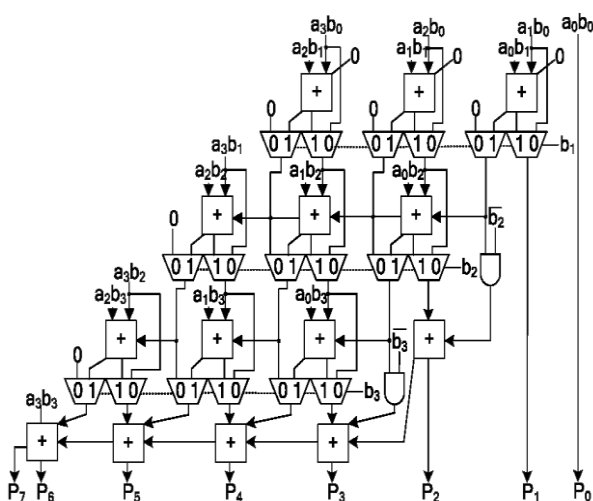 a₃b₀ a₂b₀ a₁b₀ a₀b₀
a₂b₁ 0 a₁b₁ 0 a₀b₁ 0
+ + +
0 0 0
0 1 1 0 0 1 1 0 0 1 1 0 b₁
a₃b₁
a₂b₂ a₁b₂ a₀b₂
+ + + b̅₂
0
0 1 1 0 0 1 1 0 0 1 1 0 b₂
a₃b₂
a₂b₃ a₁b₃ a₀b₃
+ + + b̅₃ +
0
0 1 1 0 0 1 1 0 0 1 1 0 b₃
a₃b₃
+ + + +
P₇ P₆ P₅ P₄ P₃ P₂ P₁ P₀